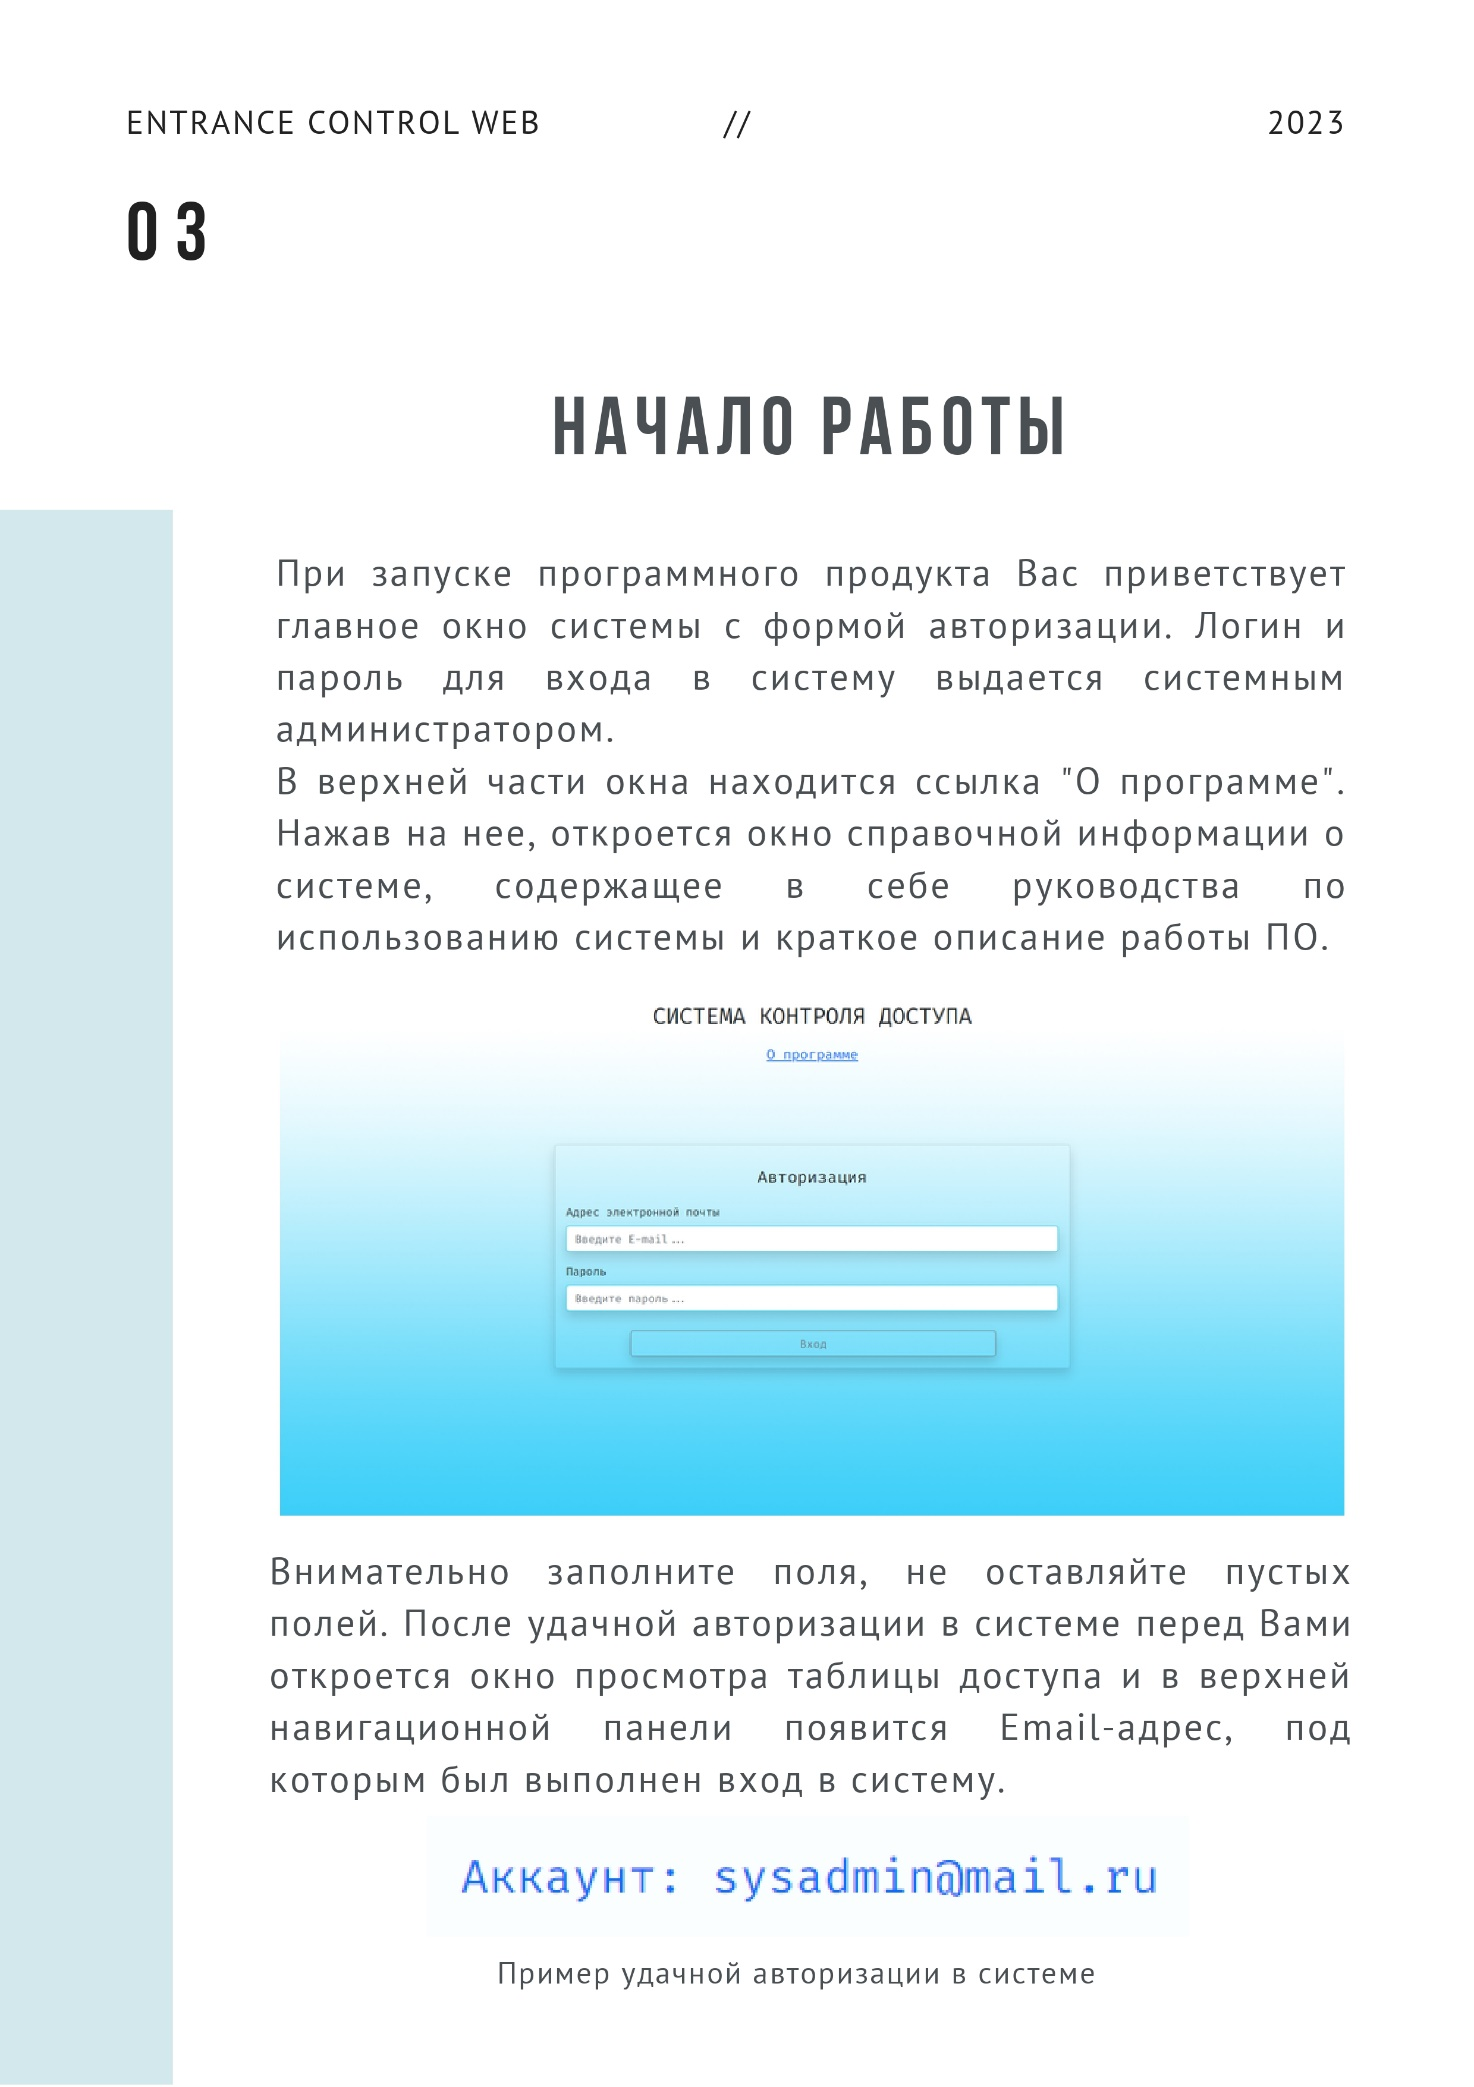 ENTRANCE CONTROL WEB // 2023
03
НАЧАЛО РАБОТЫ
При запуске программного продукта Вас приветствует
главное окно системы с формой авторизации. Логин и
пароль для входа в систему выдается системным
администратором.
В верхней части окна находится ссылка "О программе".
Нажав на нее, откроется окно справочной информации о
системе, содержащее в себе руководства по
использованию системы и краткое описание работы ПО.
СИСТЕМА КОНТРОЛЯ ДОСТУПА
О программе
Авторизация
Адрес электронной почты
Введите E-mail...
Пароль
Введите пароль...
Вход
Внимательно заполните поля, не оставляйте пустых
полей. После удачной авторизации в системе перед Вами
откроется окно просмотра таблицы доступа и в верхней
навигационной панели появится Email-адрес, под
которым был выполнен вход в систему.
Аккаунт: sysadmin@mail.ru
Пример удачной авторизации в системе